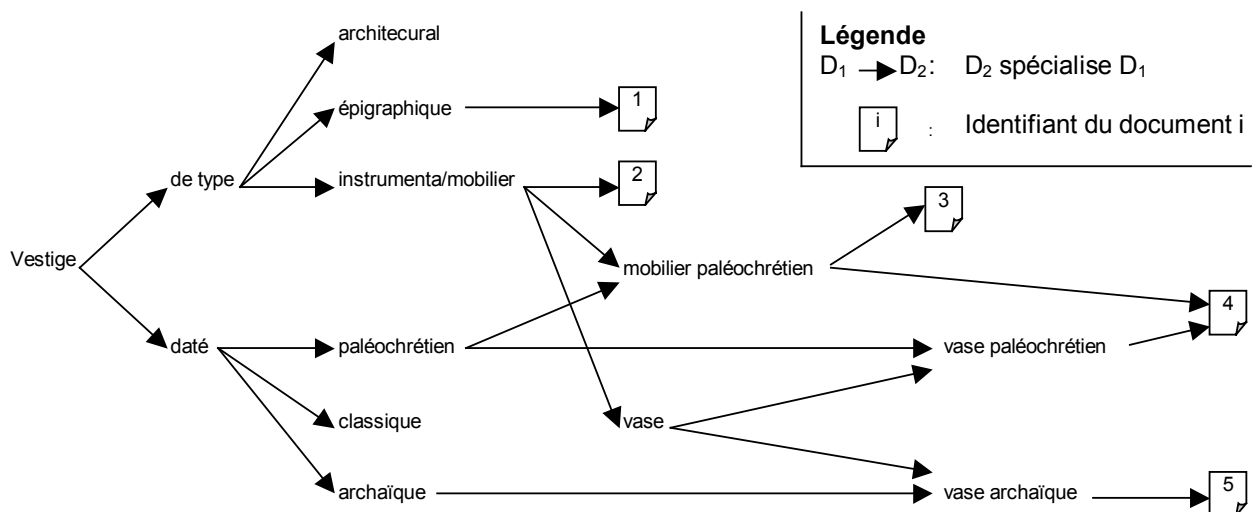 architecural
Légende
D1 D2: D2 spécialise D1
épigraphique
1
i : Identifiant du document i
de type
instrumenta/mobilier
2
3
Vestige
mobilier paléochrétien
4
daté
paléochrétien
vase paléochrétien
classique
vase
archaïque
vase archaïque
5